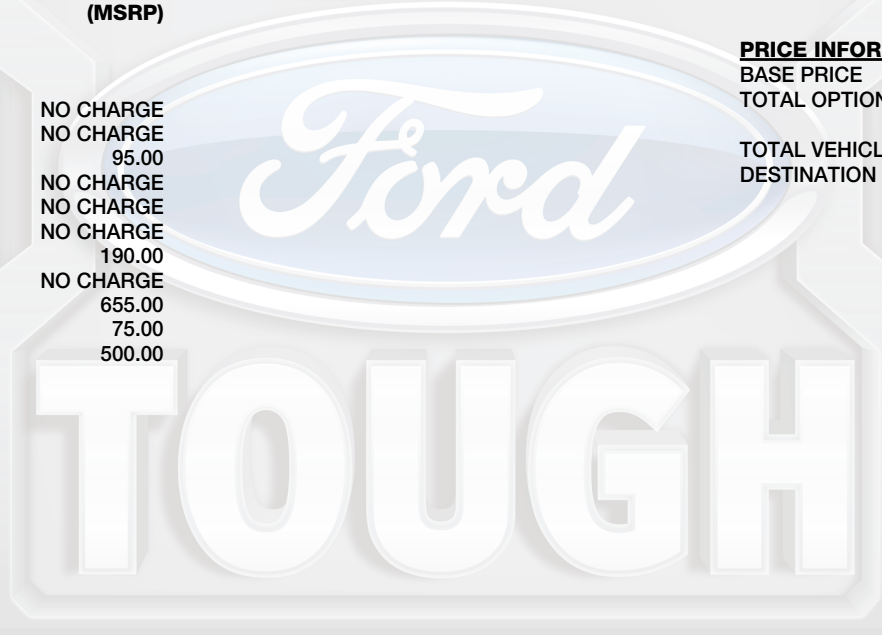 (MSRP)
NO CHARGE
NO CHARGE
95.00
NO CHARGE
NO CHARGE
NO CHARGE
190.00
NO CHARGE
655.00
75.00
500.00
PRICE INFOR
BASE PRICE
TOTAL OPTION
TOTAL VEHICL
DESTINATION
Ford
TOUGH